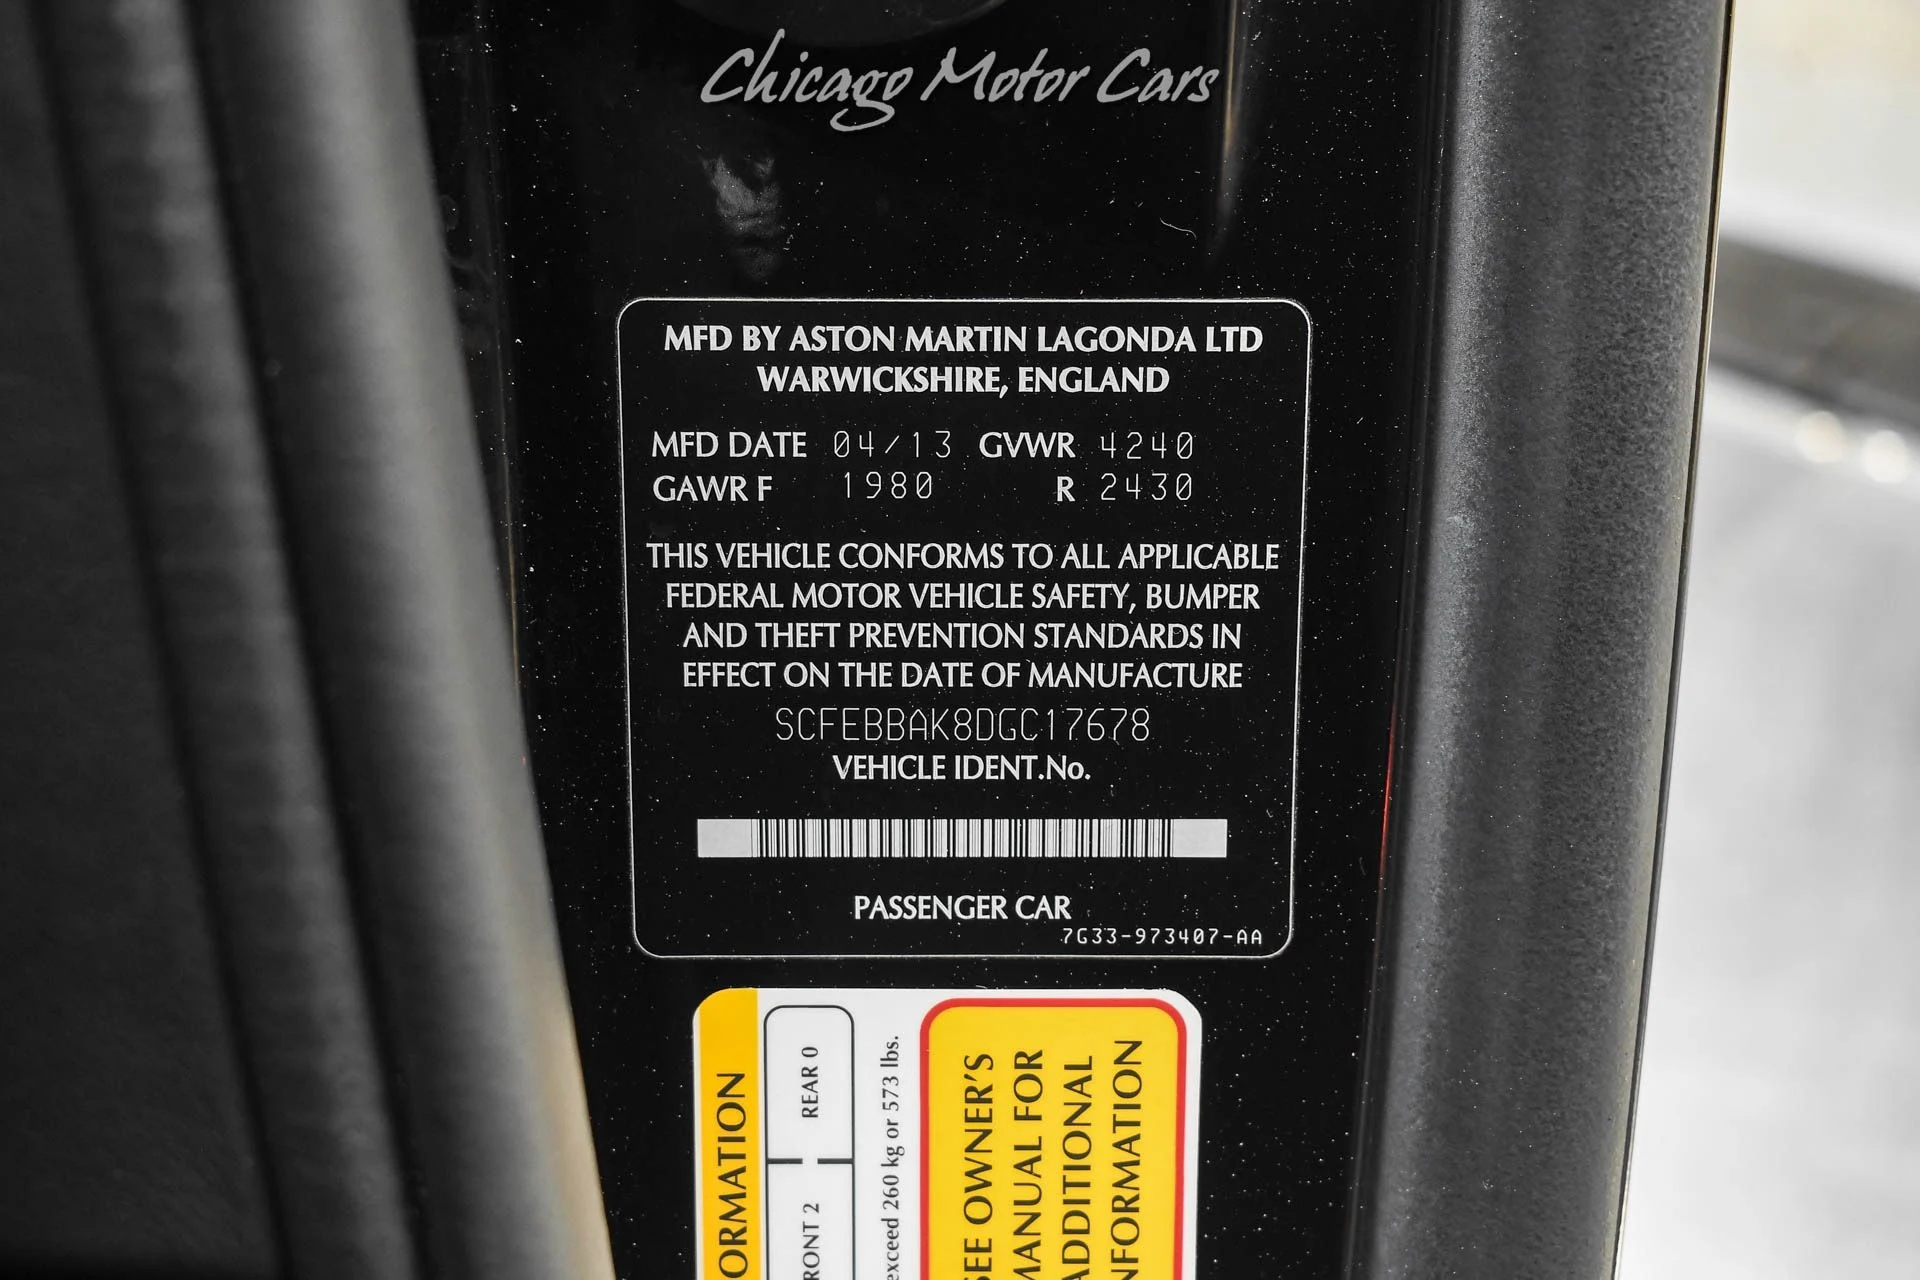 Chicago Motor Cars
MFD BY ASTON MARTIN LAGONDA LTD
WARWICKSHIRE, ENGLAND
MFD DATE 04/13 GVWR 4240
GAWR F 1980 R 2430
THIS VEHICLE CONFORMS TO ALL APPLICABLE
FEDERAL MOTOR VEHICLE SAFETY, BUMPER
AND THEFT PREVENTION STANDARDS IN
EFFECT ON THE DATE OF MANUFACTURE
SCFEBBAK8DGC17678
VEHICLE IDENT.No.
PASSENGER CAR
7G33-973407-AA
ORMATION
RONT 2 REAR 0
exceed 260 kg or 573 lbs.
SEE OWNER'S
MANUAL FOR
ADDITIONAL
NFORMATION